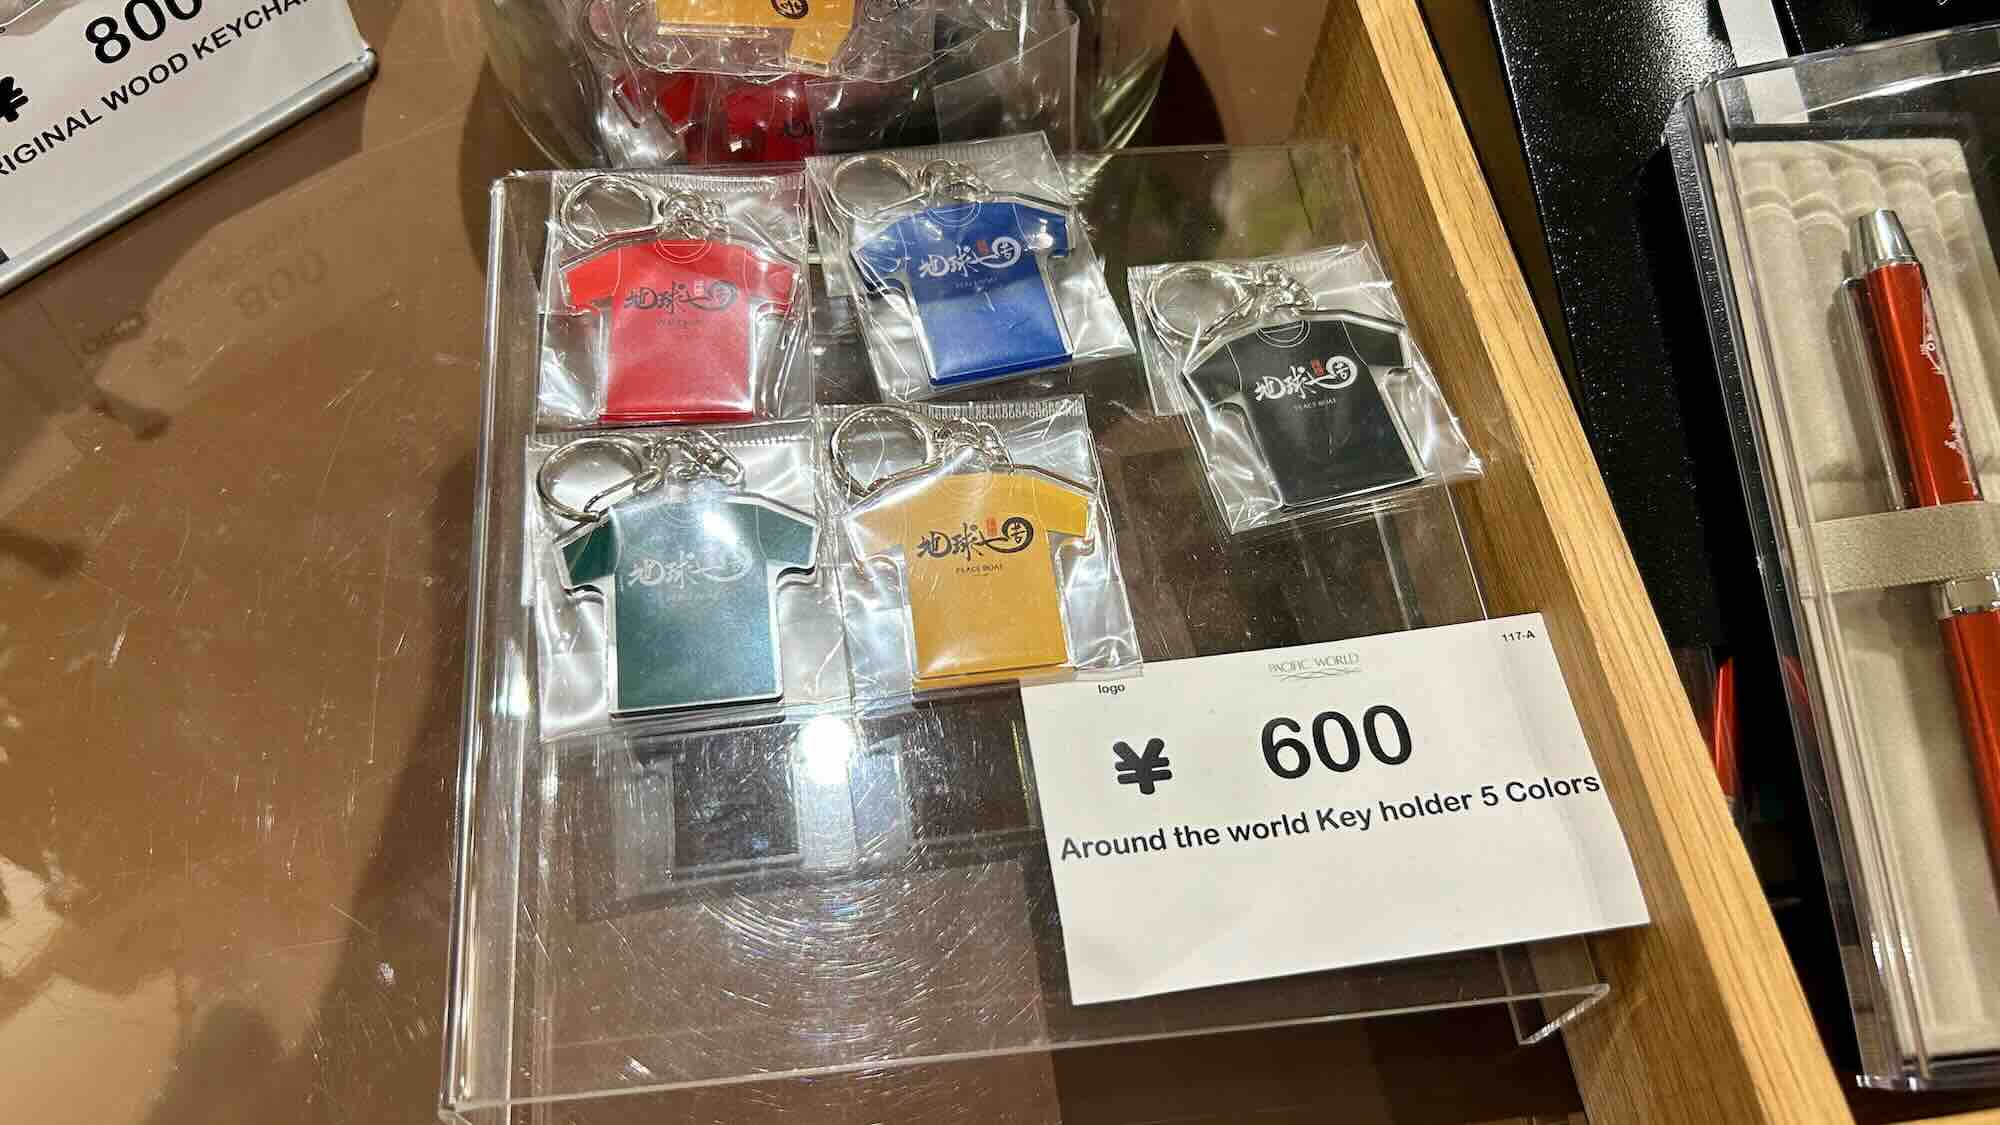 ¥ 800
RIGINAL WOOD KEYCHA
地球一周
地球一周
PEACE BOAT
地球一周
PEACE BOAT
地球一周
地球一周
PEACE BOAT
117-A
PACIFIC WORLD
logo
¥ 600
Around the world Key holder 5 Colors